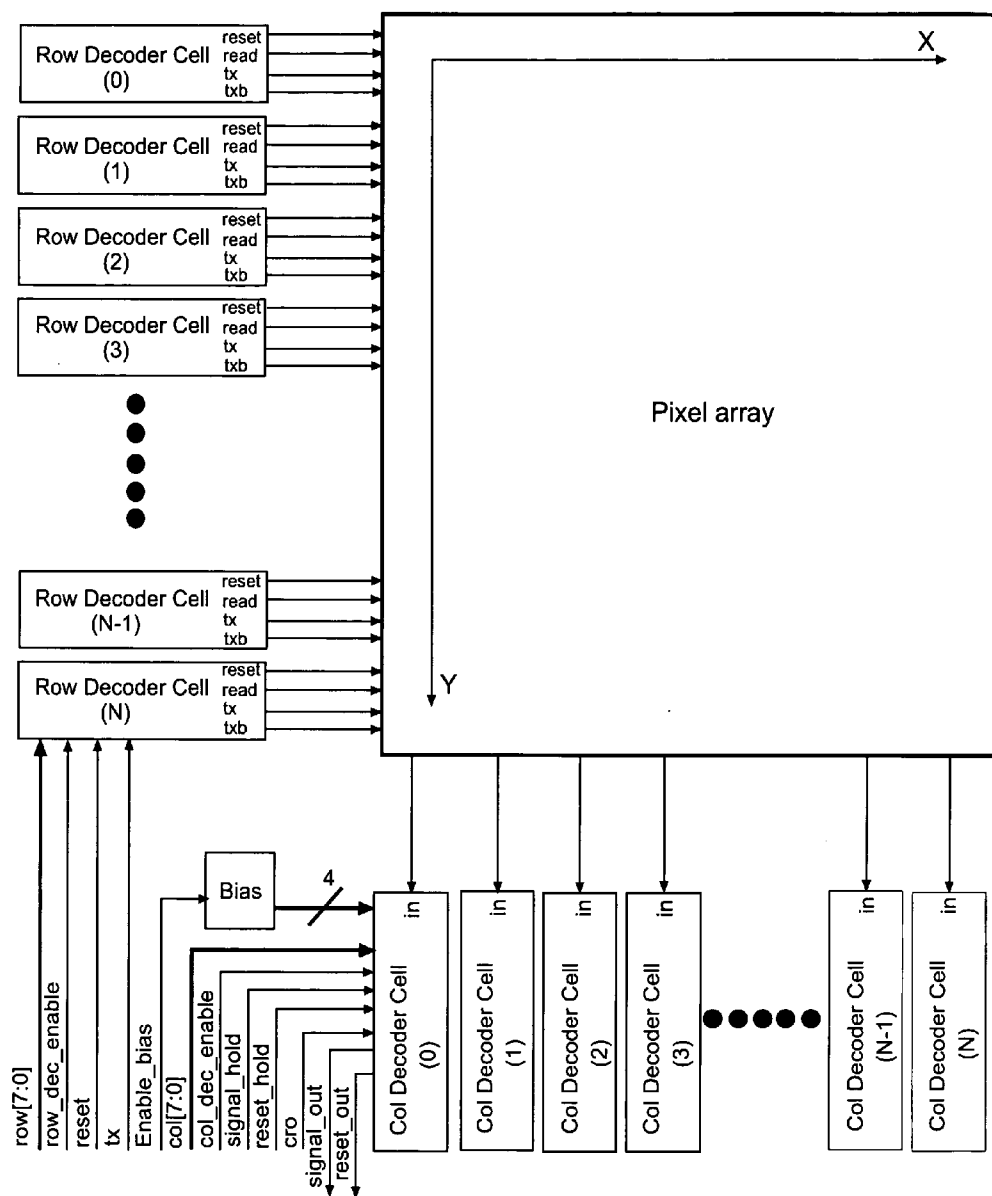 Row Decoder Cell
(0)
reset
read
tx
txb
Row Decoder Cell
(1)
reset
read
tx
txb
Row Decoder Cell
(2)
reset
read
tx
txb
Row Decoder Cell
(3)
reset
read
tx
txb
Row Decoder Cell
(N-1)
reset
read
tx
txb
Row Decoder Cell
(N)
reset
read
tx
txb
X
Y
Pixel array
Bias
4
in
Col Decoder Cell
(0)
in
Col Decoder Cell
(1)
in
Col Decoder Cell
(2)
in
Col Decoder Cell
(3)
in
Col Decoder Cell
(N-1)
in
Col Decoder Cell
(N)
row[7:0]
row_dec_enable
reset
tx
Enable_bias
col[7:0]
col_dec_enable
signal_hold
reset_hold
cro
signal_out
reset_out